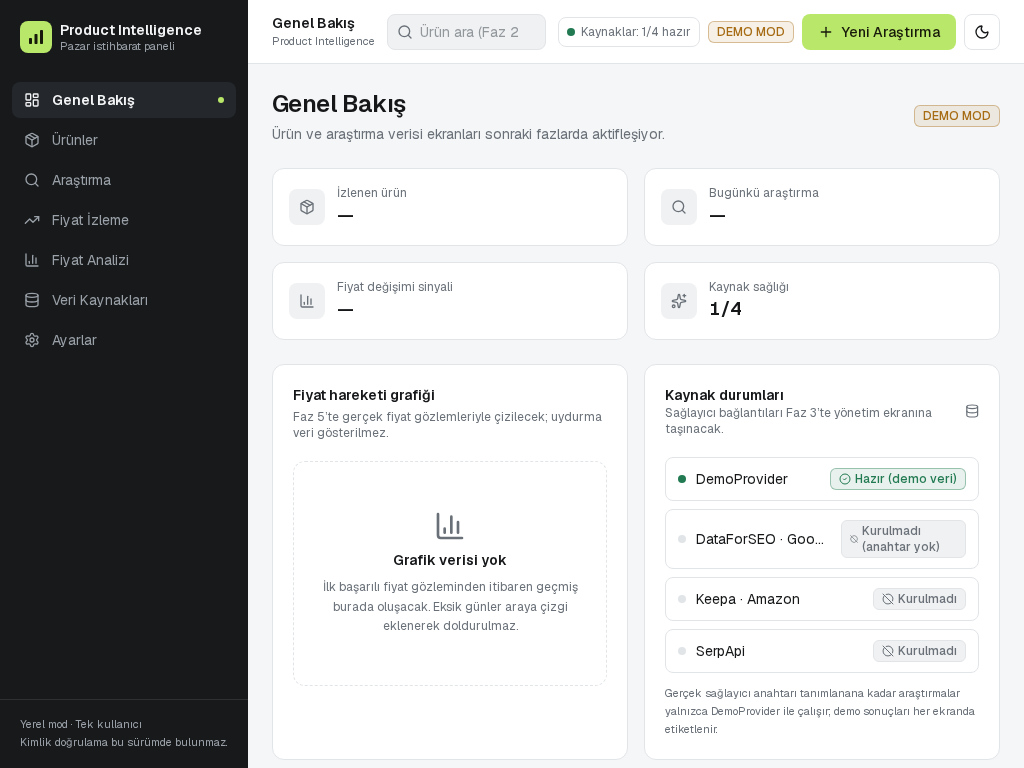 Product Intelligence
Pazar istihbarat paneli
Genel Bakış
Ürünler
Araştırma
Fiyat İzleme
Fiyat Analizi
Veri Kaynakları
Ayarlar
Yerel mod · Tek kullanıcı
Kimlik doğrulama bu sürümde bulunmaz.
Genel Bakış
Product Intelligence
Ürün ara (Faz 2
Kaynaklar: 1/4 hazır
DEMO MOD
Yeni Araştırma
Genel Bakış
Ürün ve araştırma verisi ekranları sonraki fazlarda aktifleşiyor.
DEMO MOD
İzlenen ürün
—
Bugünkü araştırma
—
Fiyat değişimi sinyali
—
Kaynak sağlığı
1/4
Fiyat hareketi grafiği
Faz 5'te gerçek fiyat gözlemleriyle çizilecek; uydurma
veri gösterilmez.
Grafik verisi yok
İlk başarılı fiyat gözleminden itibaren geçmiş
burada oluşacak. Eksik günler araya çizgi
eklenerek doldurulmaz.
Kaynak durumları
Sağlayıcı bağlantıları Faz 3'te yönetim ekranına
taşınacak.
DemoProvider
Hazır (demo veri)
DataForSEO · Goo...
Kurulmadı
(anahtar yok)
Keepa · Amazon
Kurulmadı
SerpApi
Kurulmadı
Gerçek sağlayıcı anahtarı tanımlanana kadar araştırmalar
yalnızca DemoProvider ile çalışır; demo sonuçları her ekranda
etiketlenir.